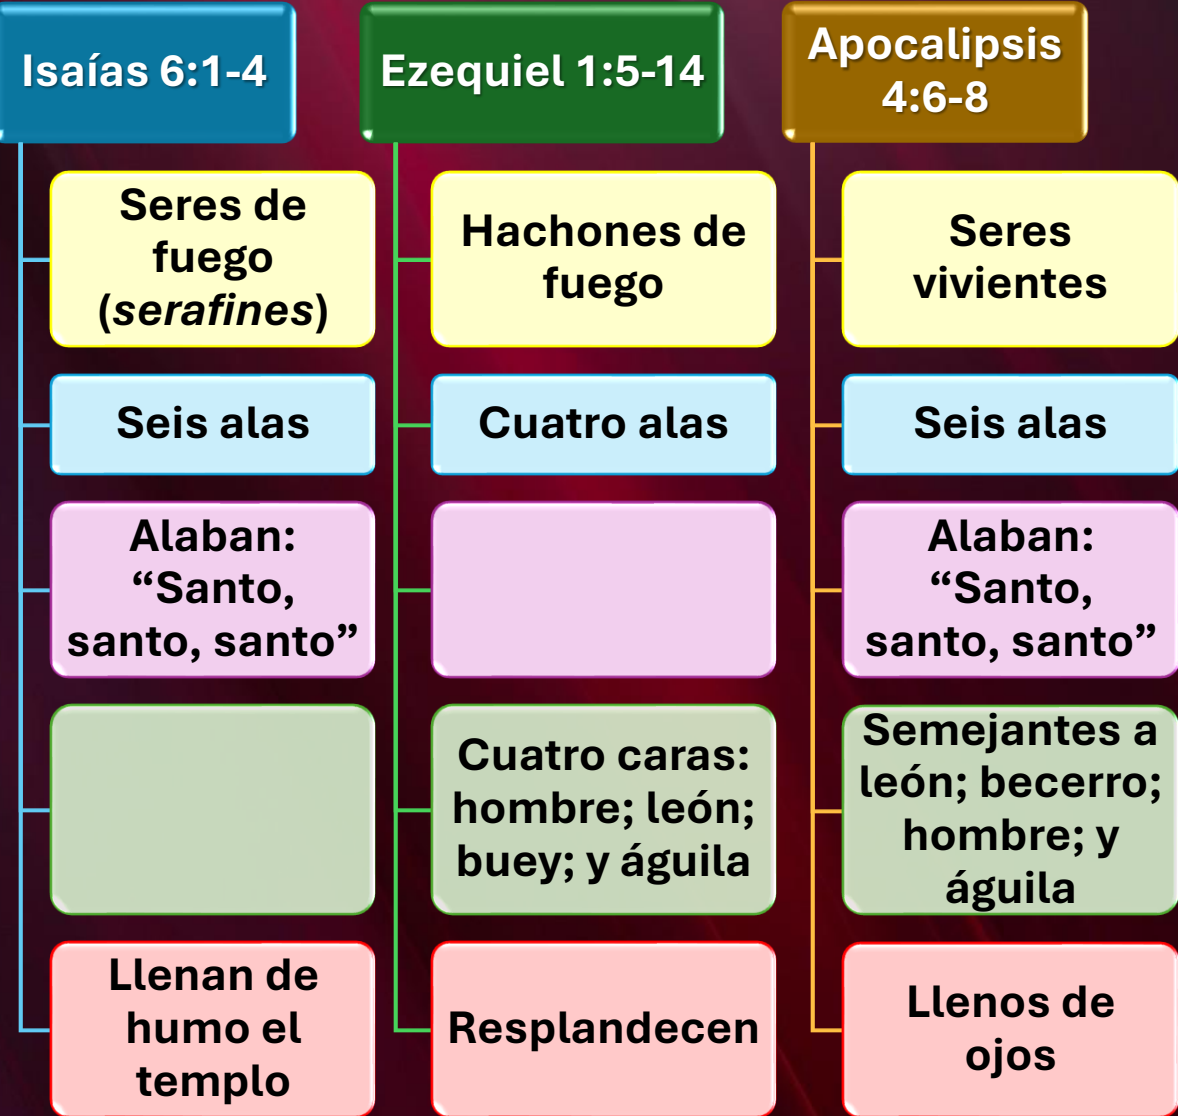 Isaías 6:1-4
Seres de
fuego
(serafines)
Seis alas
Alaban:
“Santo,
santo, santo”
Llenan de
humo el
templo
Ezequiel 1:5-14
Hachones de
fuego
Cuatro alas
Cuatro caras:
hombre; león;
buey; y águila
Resplandecen
Apocalipsis
4:6-8
Seres
vivientes
Seis alas
Alaban:
“Santo,
santo, santo”
Semejantes a
león; becerro;
hombre; y
águila
Llenos de
ojos